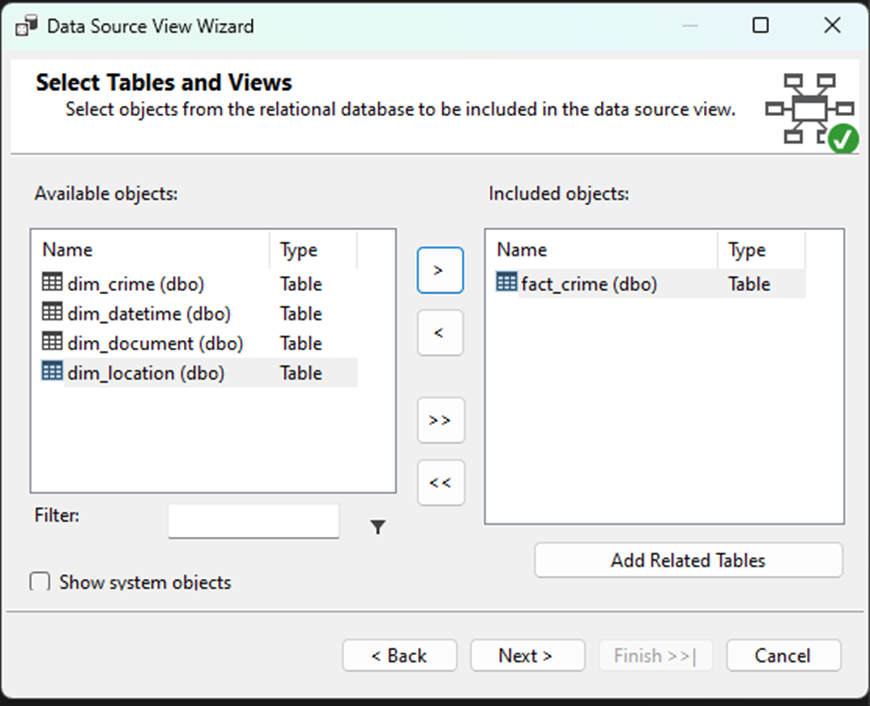 Data Source View Wizard
Select Tables and Views
Select objects from the relational database to be included in the data source view.
Available objects:
Included objects:
Name Type
dim_crime (dbo) Table
dim_datetime (dbo) Table
dim_document (dbo) Table
dim_location (dbo) Table
>
<
>>
<<
Name Type
fact_crime (dbo) Table
Filter:
Add Related Tables
Show system objects
< Back
Next >
Finish >>|
Cancel